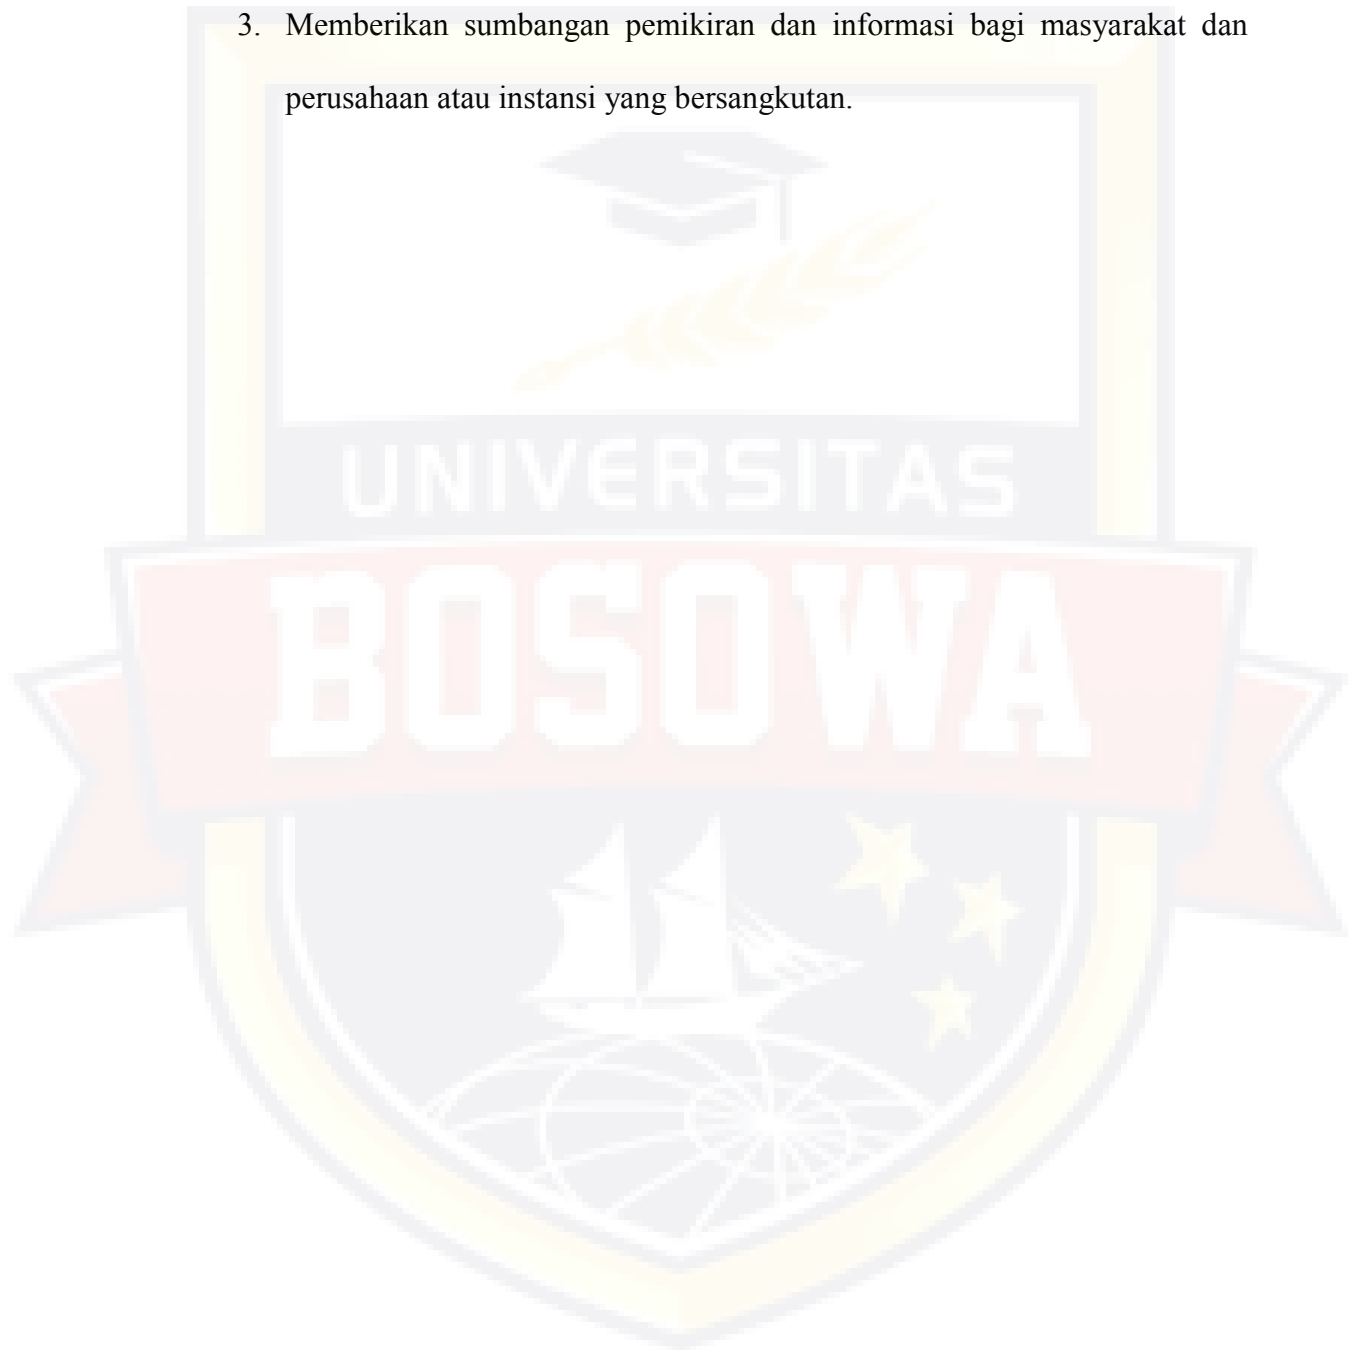 3. Memberikan sumbangan pemikiran dan informasi bagi masyarakat dan
perusahaan atau instansi yang bersangkutan.
UNIVERSITAS
BOSOWA